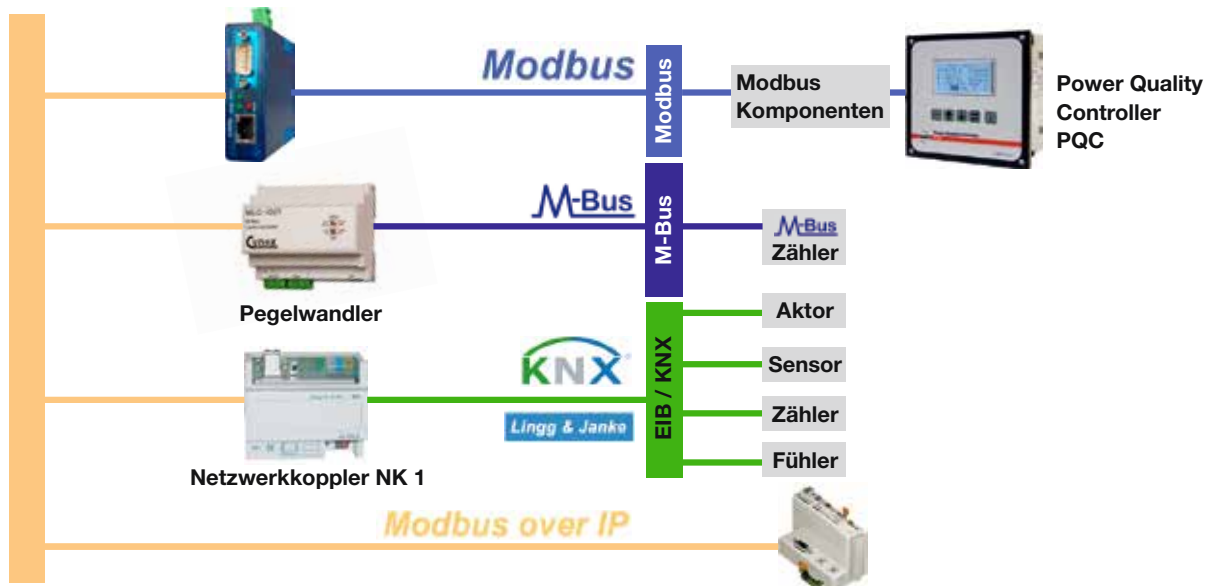 Modbus
Modbus
Modbus
Komponenten
Power Quality
Controller
PQC
M-Bus
M-Bus
M-Bus
Zähler
Pegelwandler
KNX
Lingg & Janke
EIB / KNX
Aktor
Sensor
Zähler
Fühler
Netzwerkkoppler NK 1
Modbus over IP